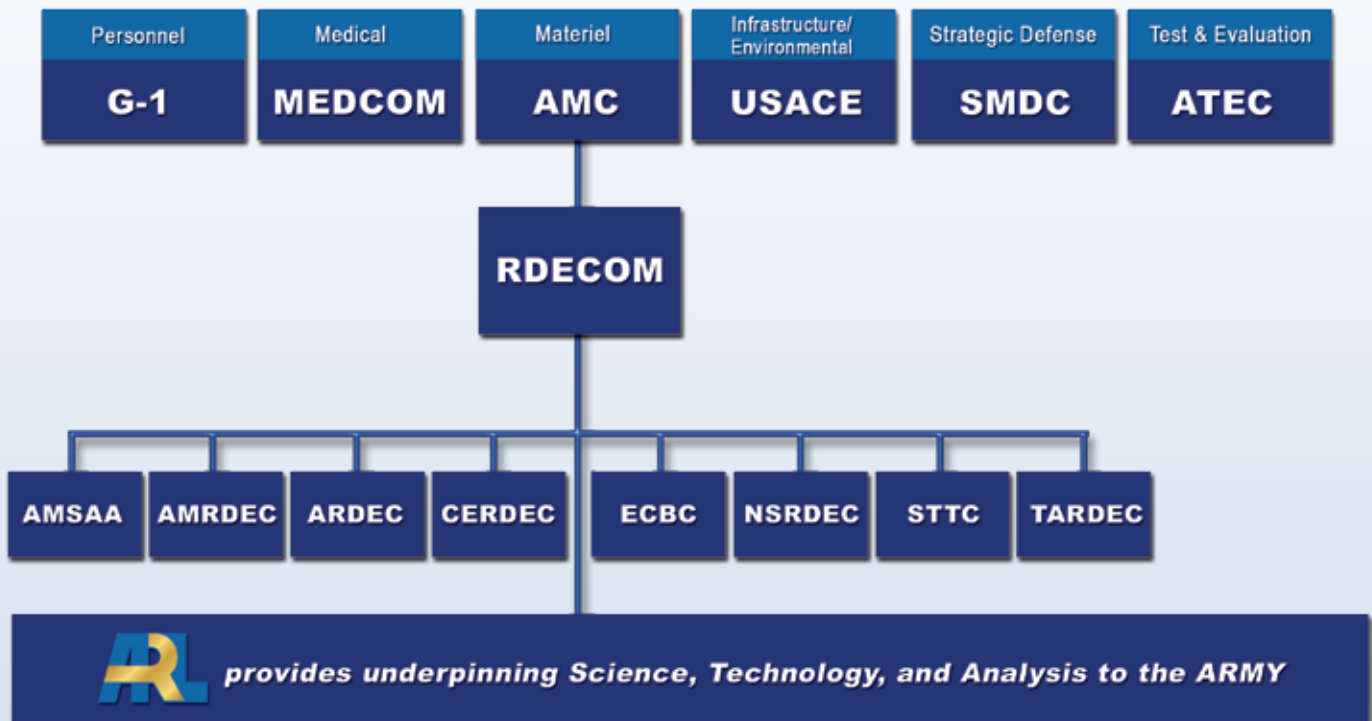 Personnel
G-1
Medical
MEDCOM
Materiel
AMC
Infrastructure/
Environmental
USACE
Strategic Defense
SMDC
Test & Evaluation
ATEC
RDECOM
AMSAA
AMRDEC
ARDEC
CERDEC
ECBC
NSRDEC
STTC
TARDEC
ARL provides underpinning Science, Technology, and Analysis to the ARMY